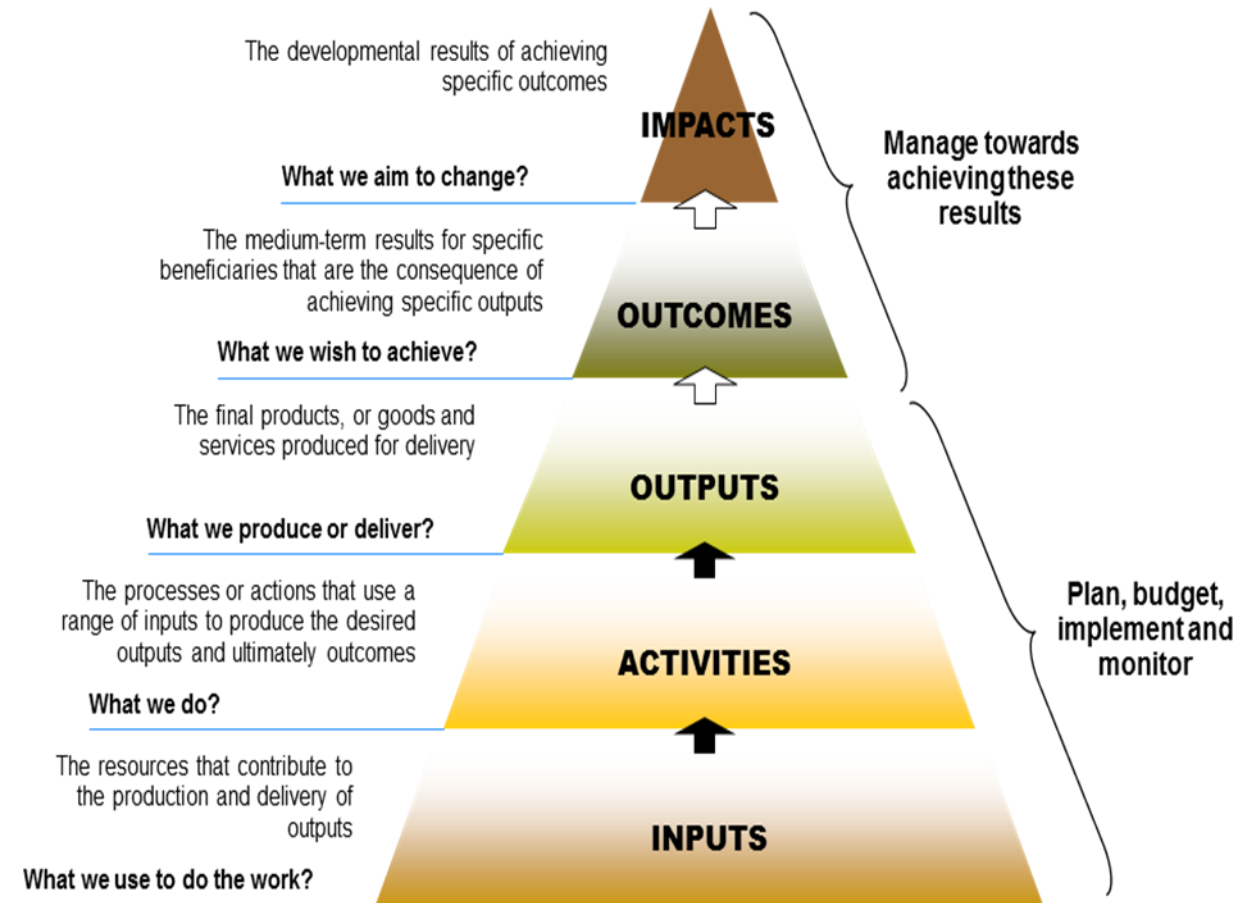 The developmental results of achieving
specific outcomes
IMPACTS
What we aim to change?
Manage towards
achieving these
results
The medium-term results for specific
beneficiaries that are the consequence of
achieving specific outputs
OUTCOMES
What we wish to achieve?
The final products, or goods and
services produced for delivery
OUTPUTS
What we produce or deliver?
The processes or actions that use a
range of inputs to produce the desired
outputs and ultimately outcomes
ACTIVITIES
Plan, budget,
implement and
monitor
What we do?
The resources that contribute to
the production and delivery of
outputs
INPUTS
What we use to do the work?